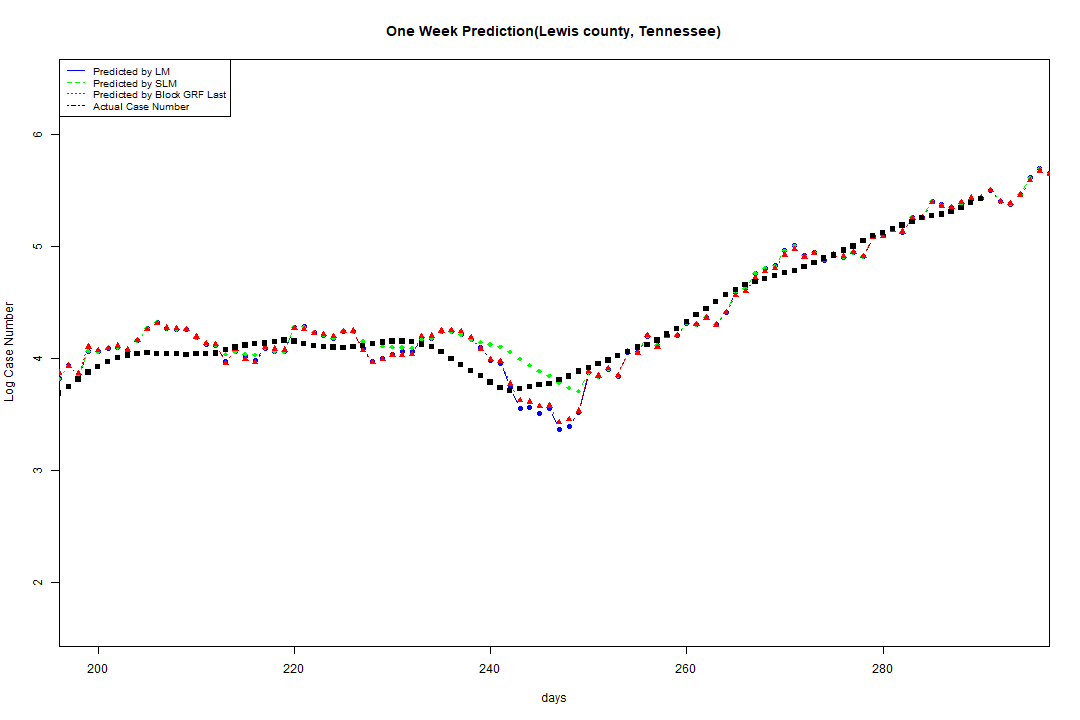 One Week Prediction(Lewis county, Tennessee)
Predicted by LM
Predicted by SLM
Predicted by Block GRF Last
Actual Case Number
Log Case Number
6
5
4
3
2
200 220 240 260 280
days